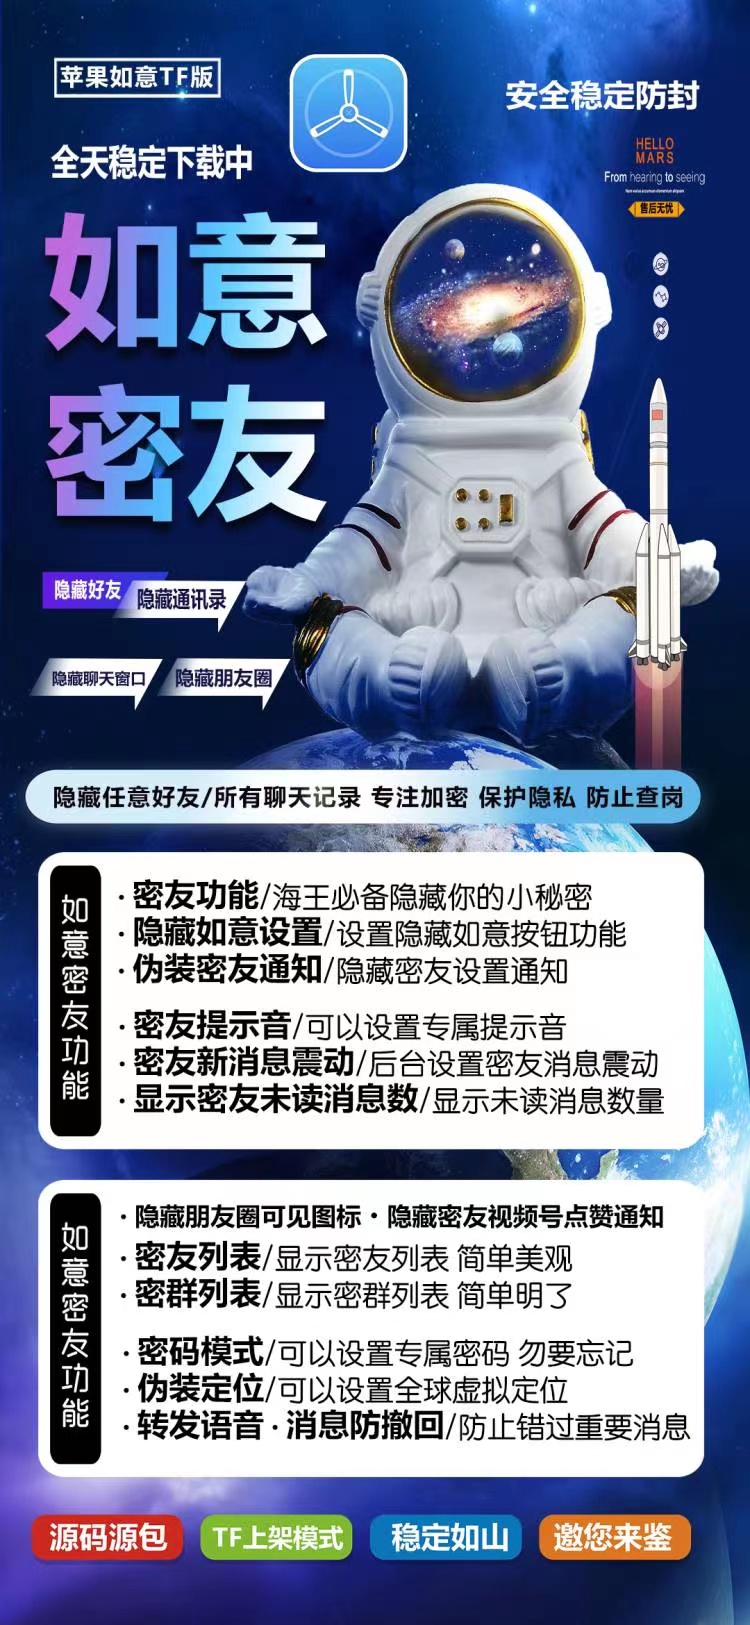 苹果如意TF版
安全稳定防封
全天稳定下载中
HELLO
MARS
From hearing to seeing
售后无忧
如意
密友
隐藏好友
隐藏通讯录
隐藏聊天窗口
隐藏朋友圈
隐藏任意好友/所有聊天记录 专注加密 保护隐私 防止查岗
如意密友功能
·密友功能/海王必备隐藏你的小秘密
·隐藏如意设置/设置隐藏如意按钮功能
·伪装密友通知/隐藏密友设置通知
·密友提示音/可以设置专属提示音
·密友新消息震动/后台设置密友消息震动
·显示密友未读消息数/显示未读消息数量
如意密友功能
·隐藏朋友圈可见图标·隐藏密友视频号点赞通知
·密友列表/显示密友列表 简单美观
·密群列表/显示密群列表 简单明了
·密码模式/可以设置专属密码 勿要忘记
·伪装定位/可以设置全球虚拟定位
·转发语音·消息防撤回/防止错过重要消息
源码源包
TF上架模式
稳定如山
邀您来鉴